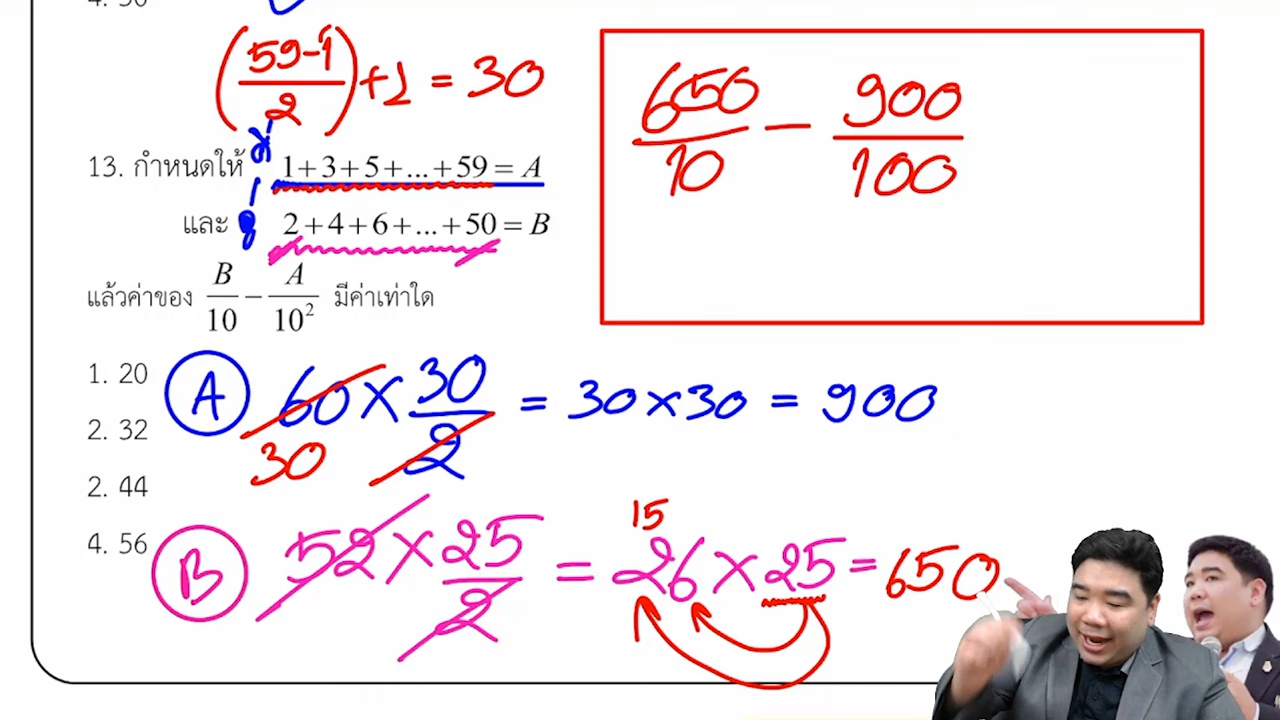 (59-1/2)+1 = 30
650/10 - 900/100
คี่
13. กำหนดให้ 1+3+5+...+59 = A
คู่
และ 2+4+6+...+50 = B
แล้วค่าของ B/10 - A/10² มีค่าเท่าใด
1. 20
A 60×30/2 = 30×30 = 900
30
2. 32
2. 44
15
4. 56
B 52×25/2 = 26×25 = 650